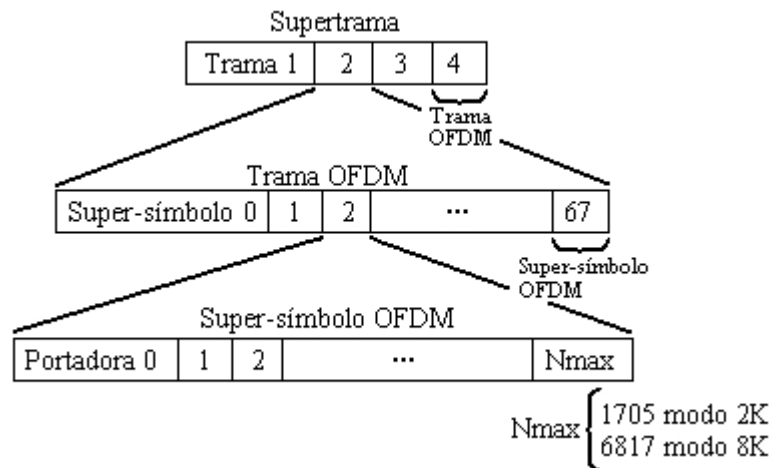 Supertrama
Trama 1 2 3 4
Trama
OFDM
Trama OFDM
Super-símbolo 0 1 2 ··· 67
Super-símbolo
OFDM
Super-símbolo OFDM
Portadora 0 1 2 ··· Nmax
Nmax { 1705 modo 2K
6817 modo 8K